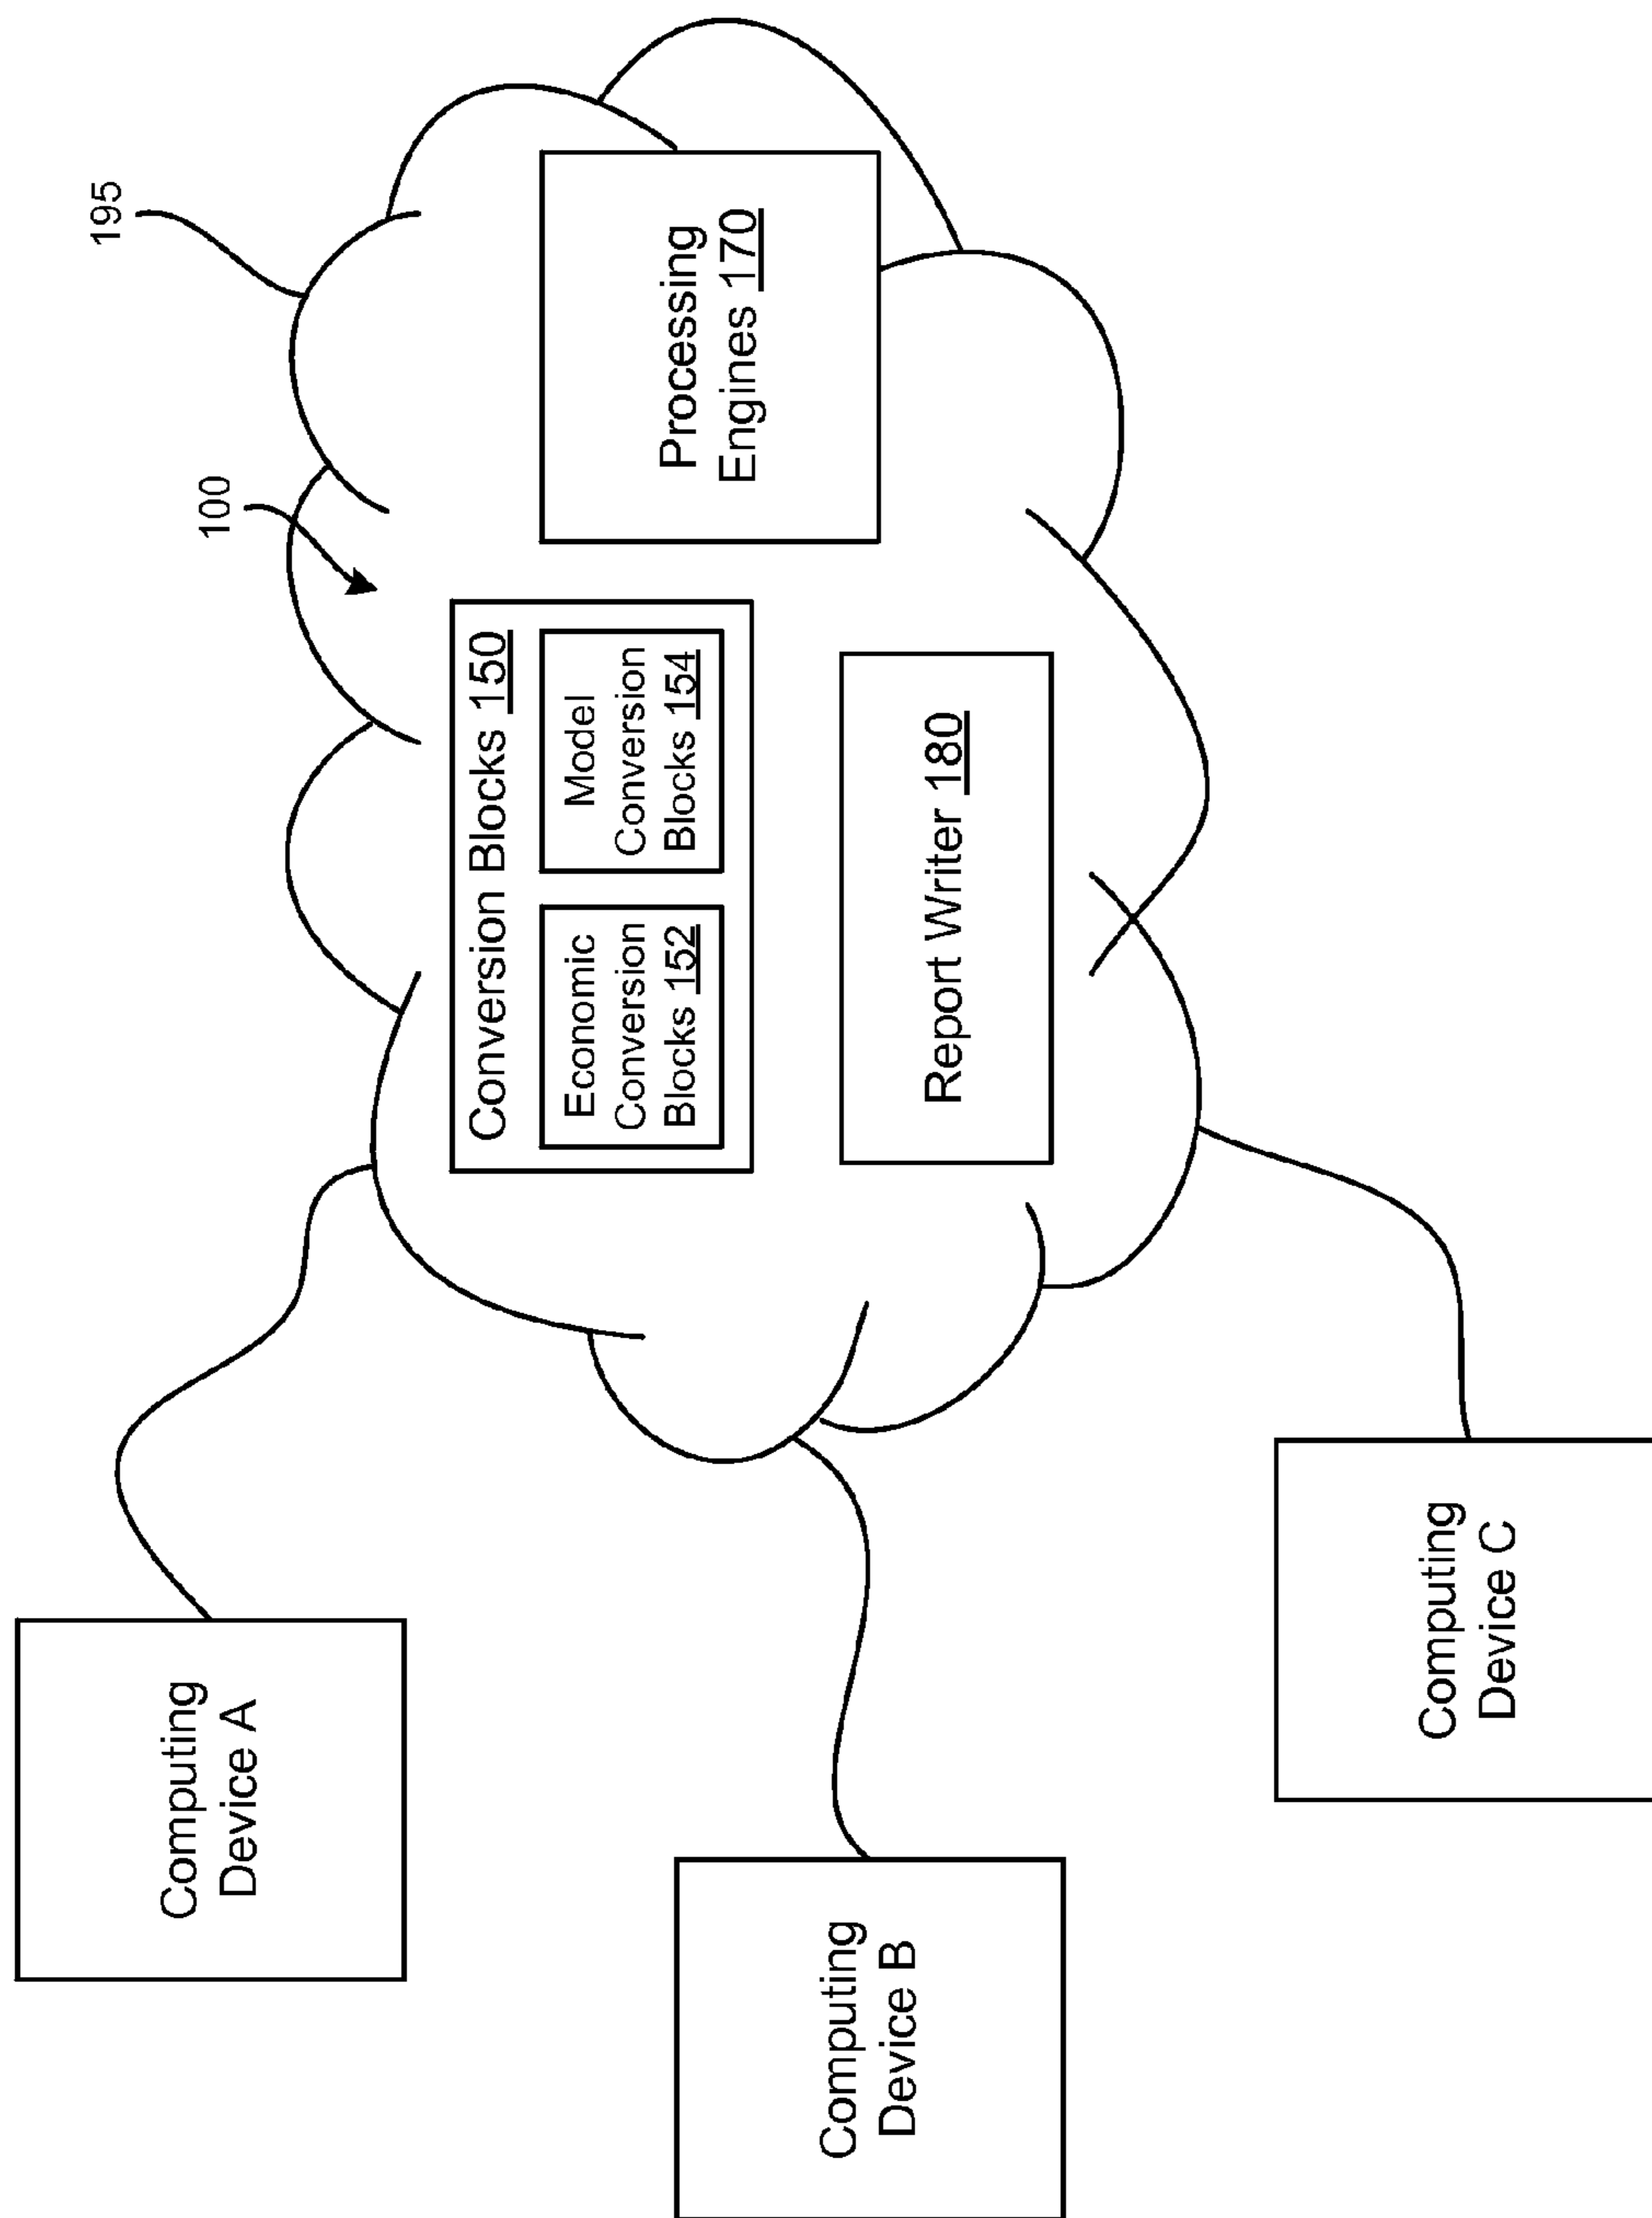 195
100
Processing
Engines 170
Conversion Blocks 150
Economic
Conversion
Blocks 152
Model
Conversion
Blocks 154
Report Writer 180
Computing
Device A
Computing
Device B
Computing
Device C